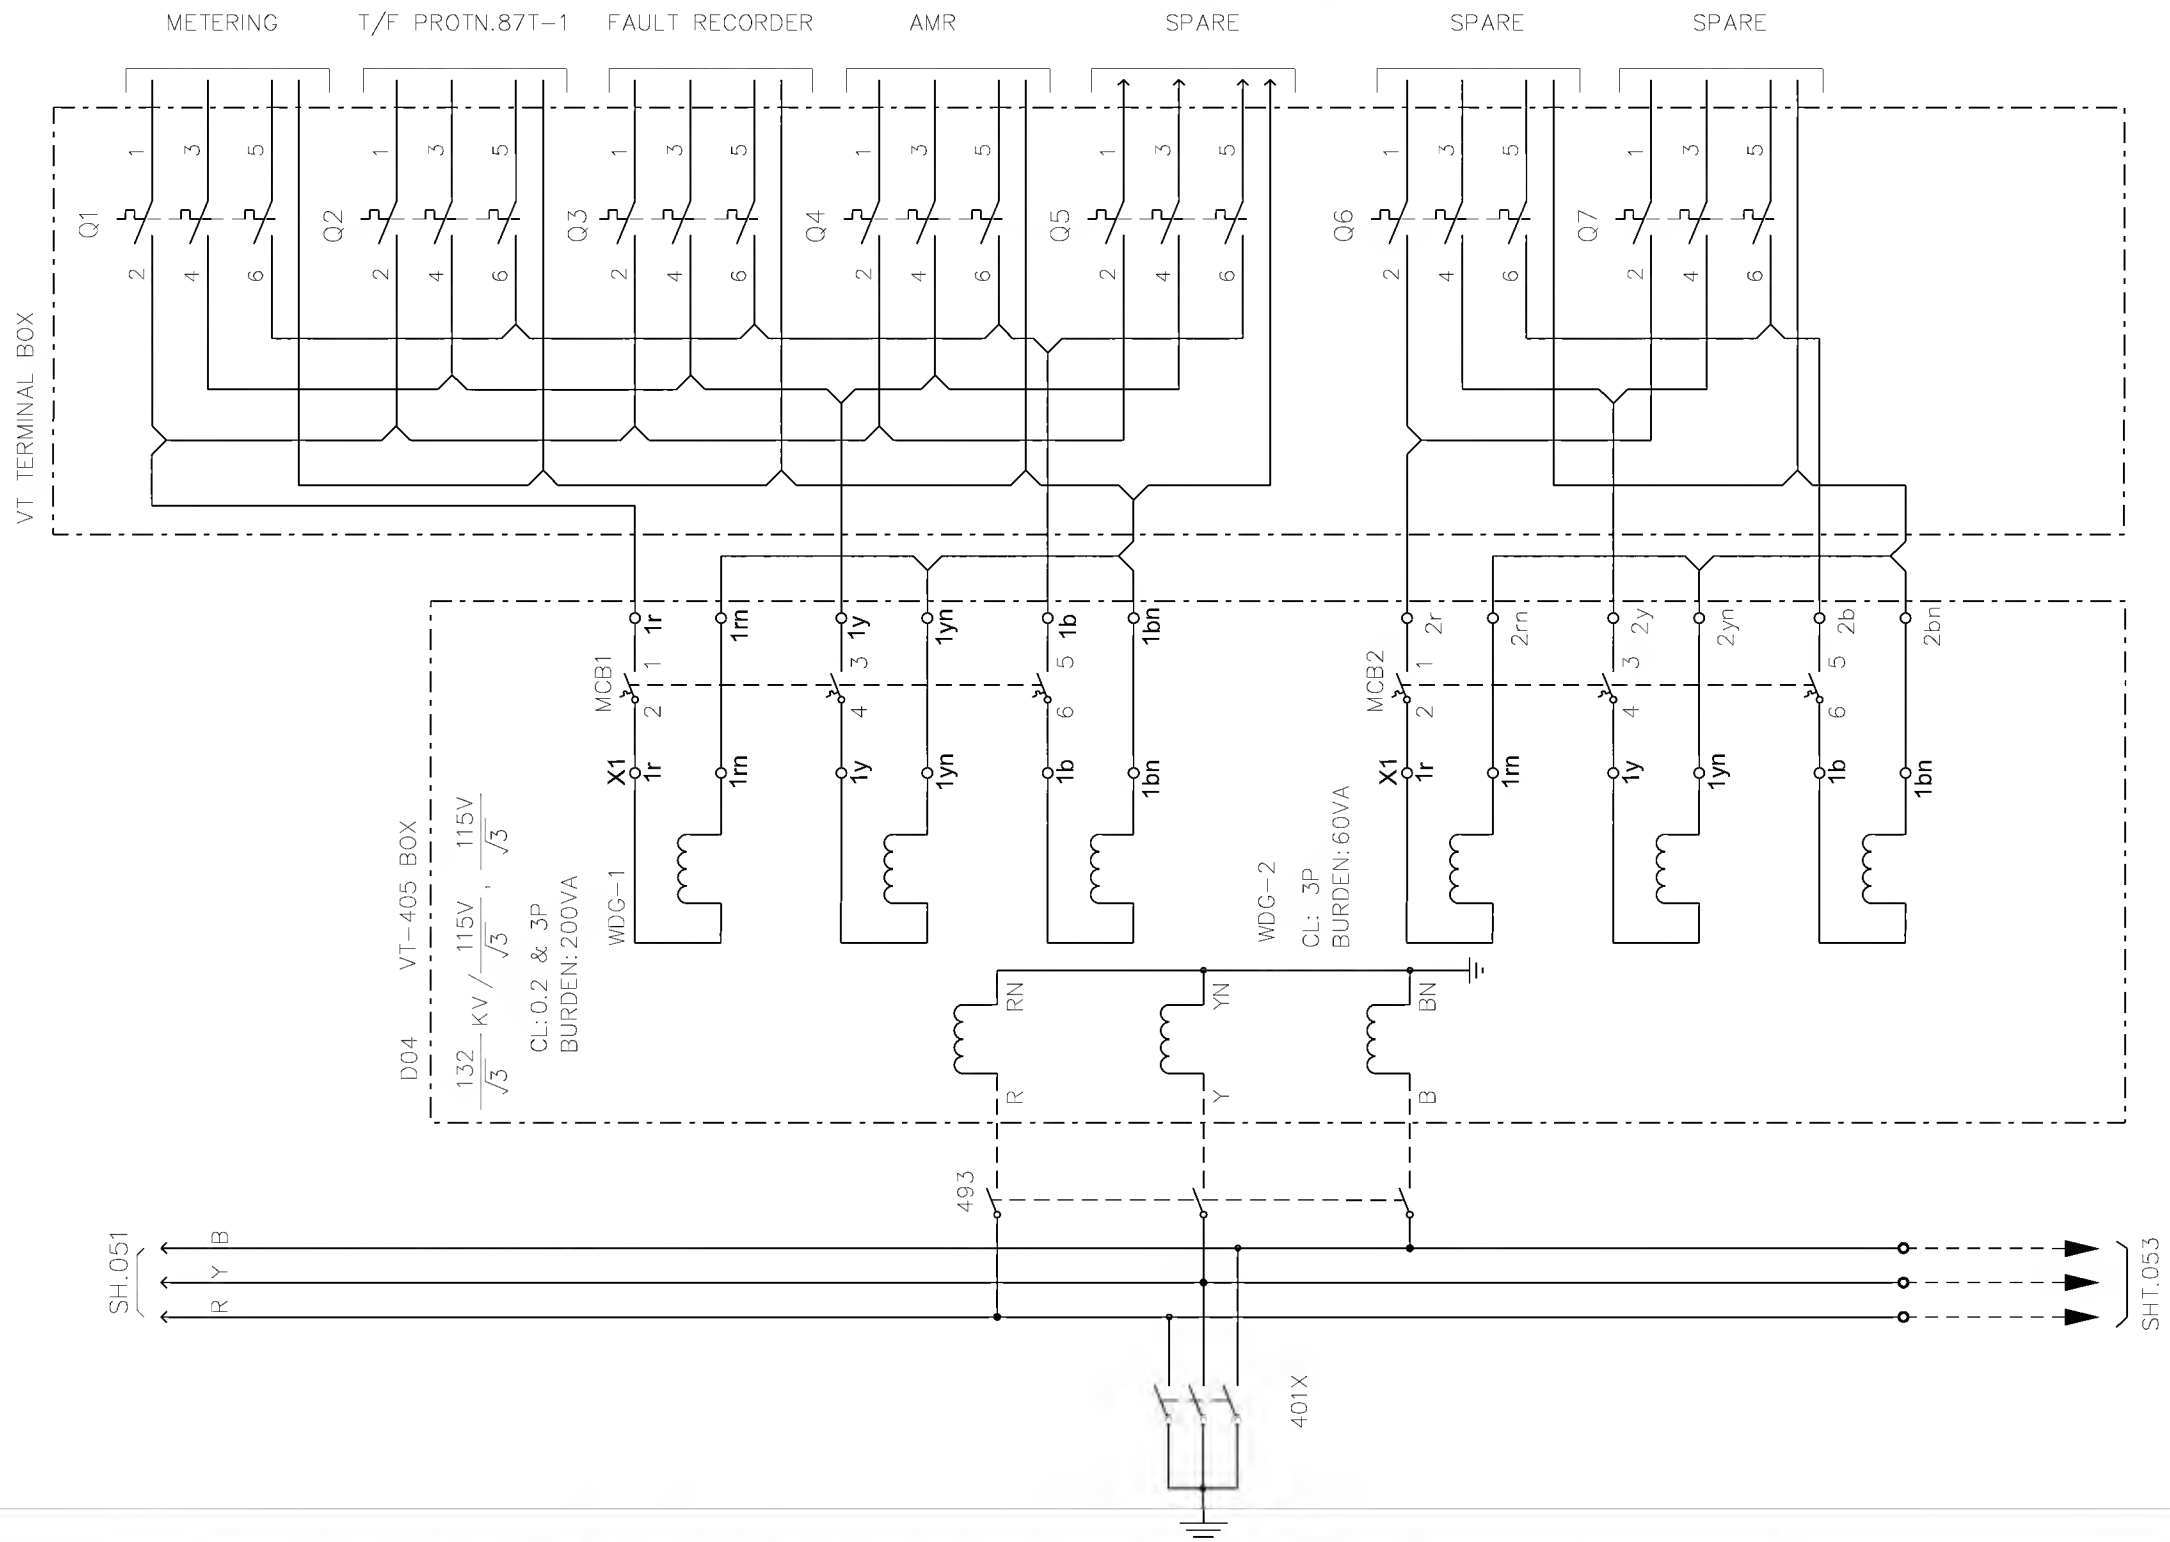 METERING T/F PROTN.87T-1 FAULT RECORDER AMR SPARE SPARE SPARE
1 3 5 1 3 5 1 3 5 1 3 5 1 3 5 1 3 5 1 3 5
Q1 Q2 Q3 Q4 Q5 Q6 Q7
2 4 6 2 4 6 2 4 6 2 4 6 2 4 6 2 4 6 2 4 6
VT TERMINAL BOX
1r 1rn 1y 1yn 1b 1bn 2r 2rn 2y 2yn 2b 2bn
MCB1 1 3 5 MCB2 1 3 5
2 4 6 2 4 6
X1 1r 1rn 1y 1yn 1b 1bn X1 1r 1rn 1y 1yn 1b 1bn
D04 VT-405 BOX
132/√3 KV / 115V/√3 , 115V/√3
CL:0.2 & 3P
BURDEN:200VA
WDG-1
WDG-2
CL: 3P
BURDEN:60VA
RN YN BN
R Y B
493
SH.051
B
Y
R
SHT.053
401X